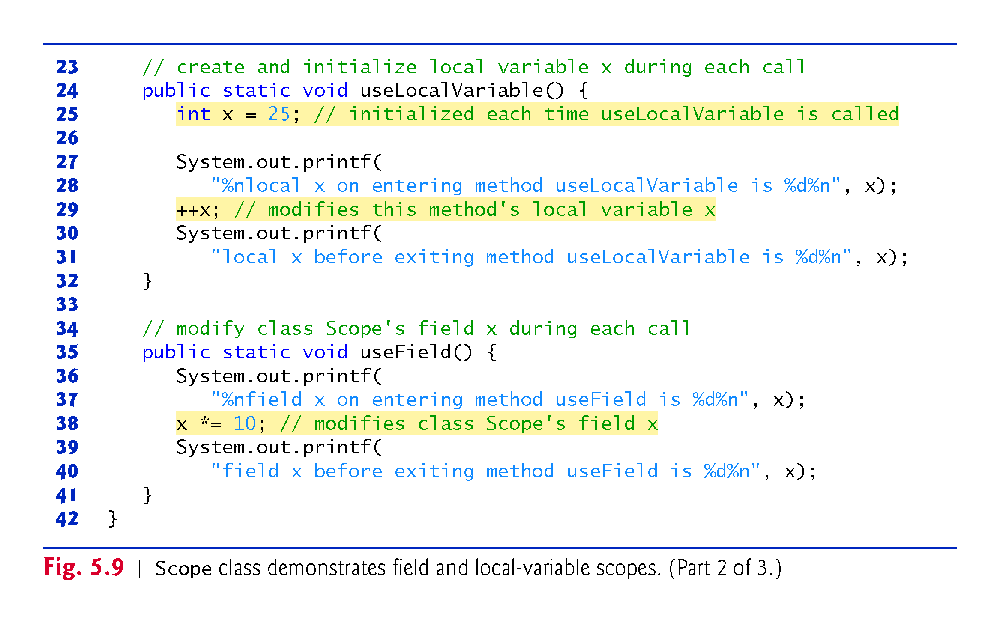 23 // create and initialize local variable x during each call
24 public static void useLocalVariable() {
25 int x = 25; // initialized each time useLocalVariable is called
26
27 System.out.printf(
28 "%nlocal x on entering method useLocalVariable is %d%n", x);
29 ++x; // modifies this method's local variable x
30 System.out.printf(
31 "local x before exiting method useLocalVariable is %d%n", x);
32 }
33
34 // modify class Scope's field x during each call
35 public static void useField() {
36 System.out.printf(
37 "%nfield x on entering method useField is %d%n", x);
38 x *= 10; // modifies class Scope's field x
39 System.out.printf(
40 "field x before exiting method useField is %d%n", x);
41 }
42 }
Fig. 5.9 | Scope class demonstrates field and local-variable scopes. (Part 2 of 3.)